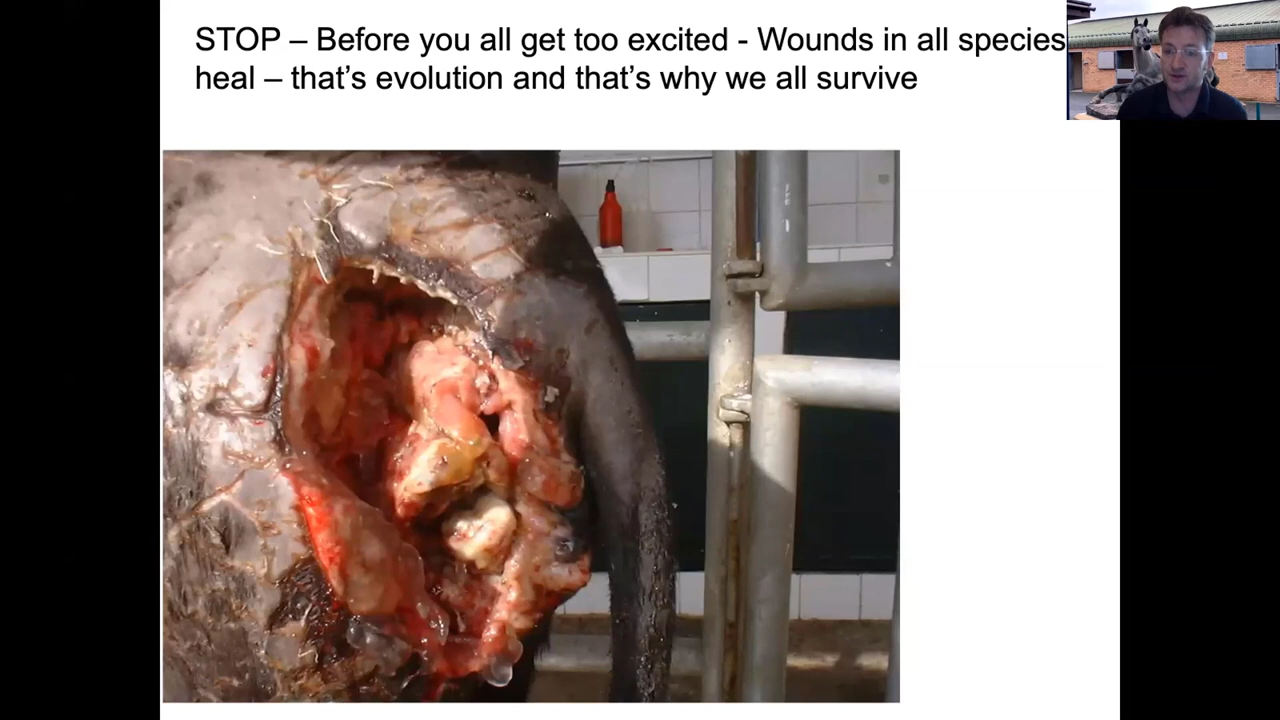 STOP – Before you all get too excited - Wounds in all species
heal – that’s evolution and that’s why we all survive